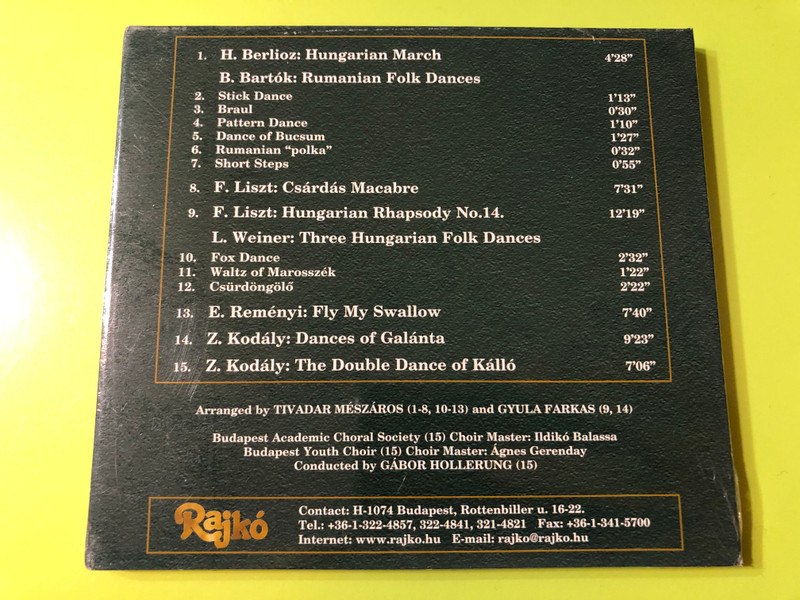 1. H. Berlioz: Hungarian March 4'28"
B. Bartók: Rumanian Folk Dances
2. Stick Dance 1'13"
3. Braul 0'30"
4. Pattern Dance 1'10"
5. Dance of Bucsum 1'27"
6. Rumanian “polka” 0'32"
7. Short Steps 0'55"
8. F. Liszt: Csárdás Macabre 7'31"
9. F. Liszt: Hungarian Rhapsody No.14. 12'19"
L. Weiner: Three Hungarian Folk Dances
10. Fox Dance 2'32"
11. Waltz of Marosszék 1'22"
12. Csürdöngölő 2'22"
13. E. Reményi: Fly My Swallow 7'40"
14. Z. Kodály: Dances of Galánta 9'23"
15. Z. Kodály: The Double Dance of Kálló 7'06"
Arranged by TIVADAR MÉSZÁROS (1-8, 10-13) and GYULA FARKAS (9, 14)
Budapest Academic Choral Society (15) Choir Master: Ildikó Balassa
Budapest Youth Choir (15) Choir Master: Ágnes Gerenday
Conducted by GÁBOR HOLLERUNG (15)
Rajkó
Contact: H-1074 Budapest, Rottenbiller u. 16-22.
Tel.: +36-1-322-4857, 322-4841, 321-4821 Fax: +36-1-341-5700
Internet: www.rajko.hu E-mail: rajko@rajko.hu